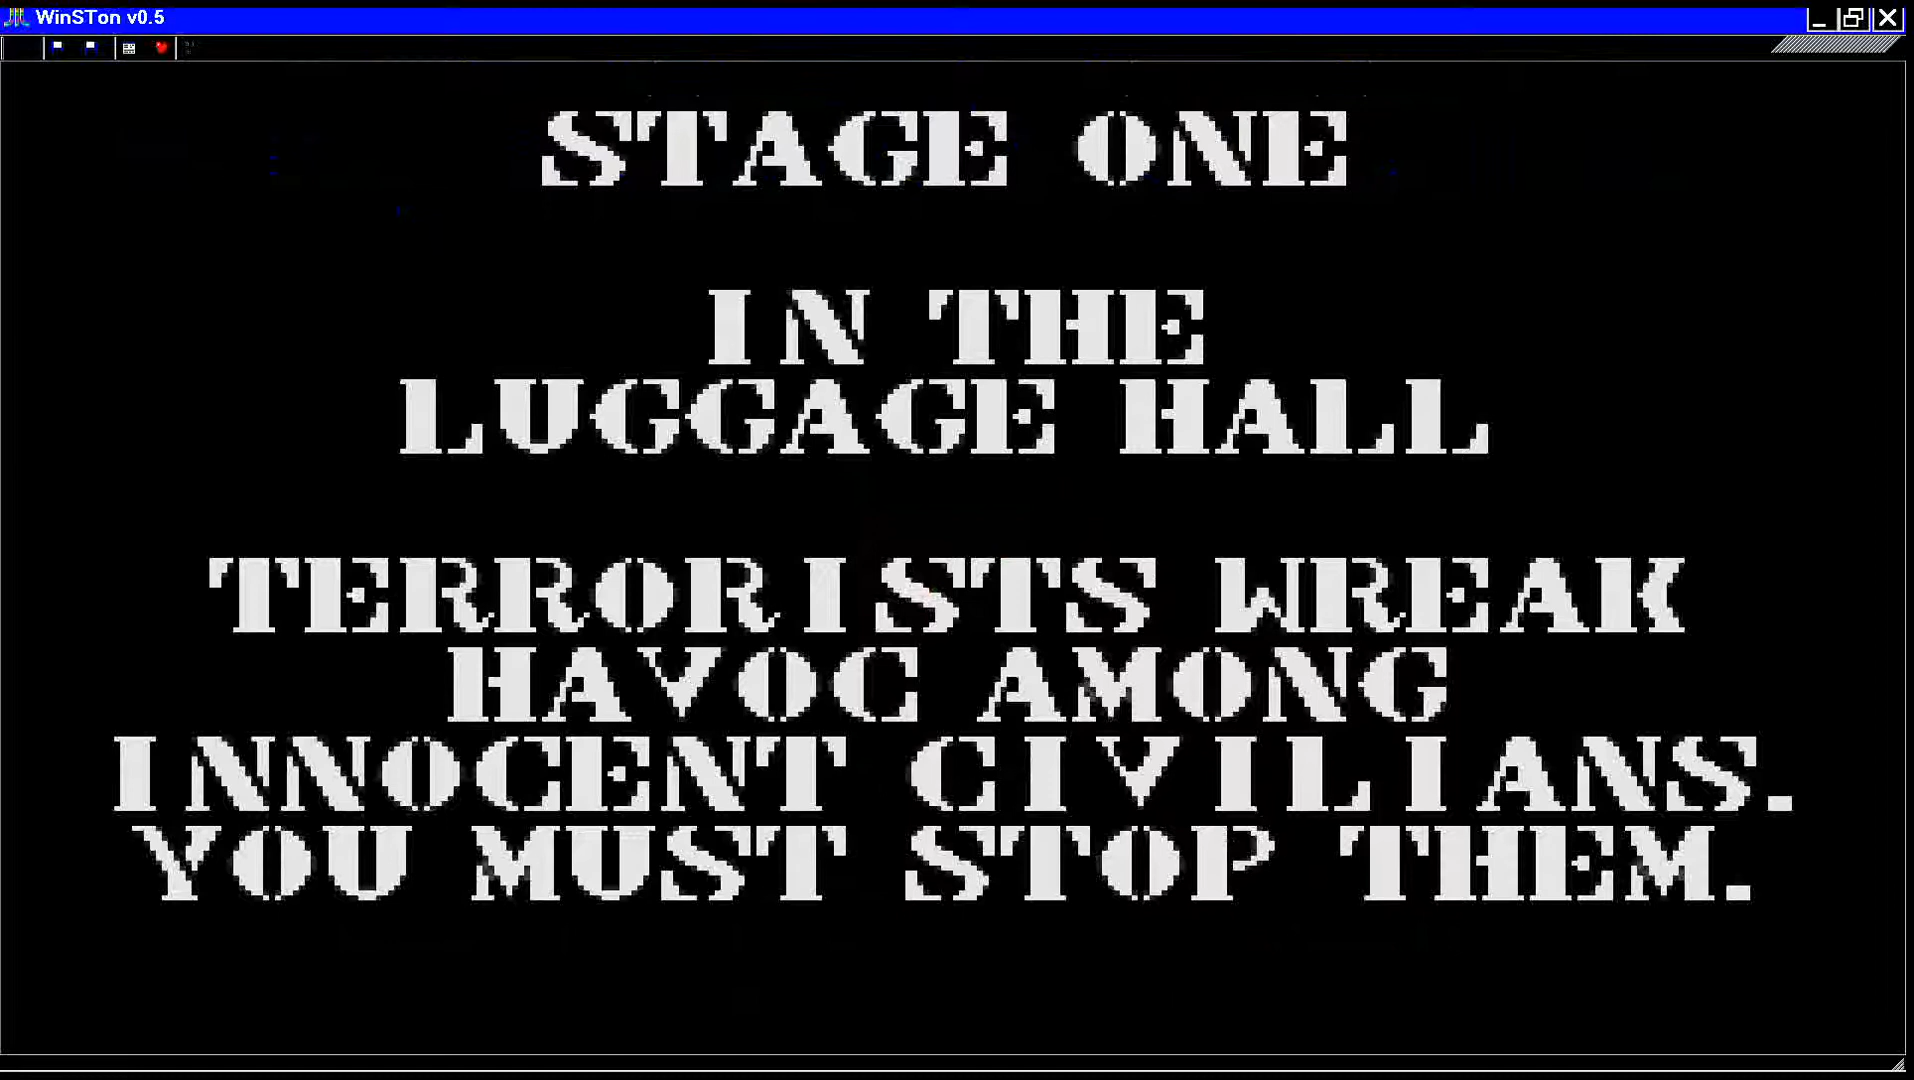 WinSTon v0.5
STAGE ONE
IN THE
LUGGAGE HALL
TERRORISTS WREAK
HAVOC AMONG
INNOCENT CIVILIANS.
YOU MUST STOP THEM.